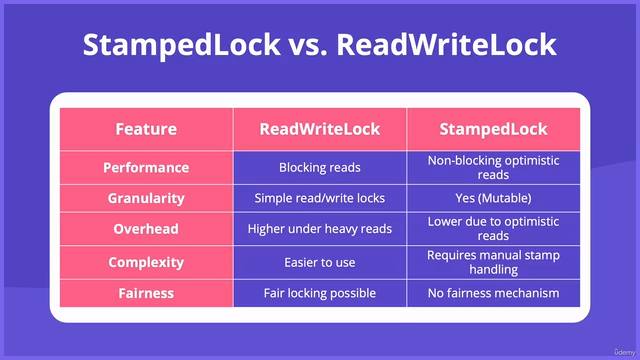 StampedLock vs. ReadWriteLock
Feature ReadWriteLock StampedLock
Performance Blocking reads Non-blocking optimistic reads
Granularity Simple read/write locks Yes (Mutable)
Overhead Higher under heavy reads Lower due to optimistic reads
Complexity Easier to use Requires manual stamp handling
Fairness Fair locking possible No fairness mechanism
ûdemy